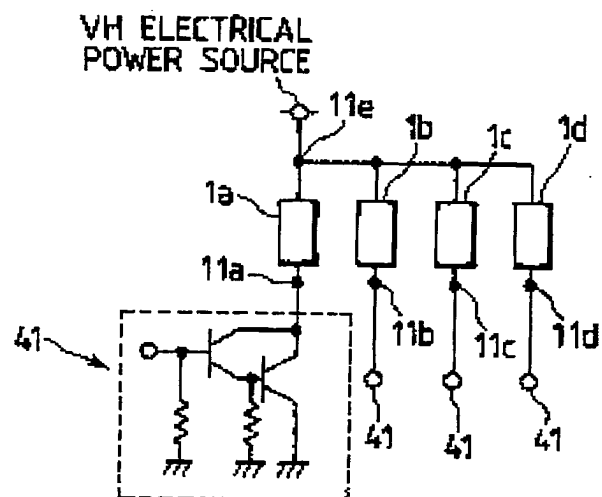 VH ELECTRICAL
POWER SOURCE
11e
1b
1c
1d
1a
11a
11b
11c
11d
41
41
41
41